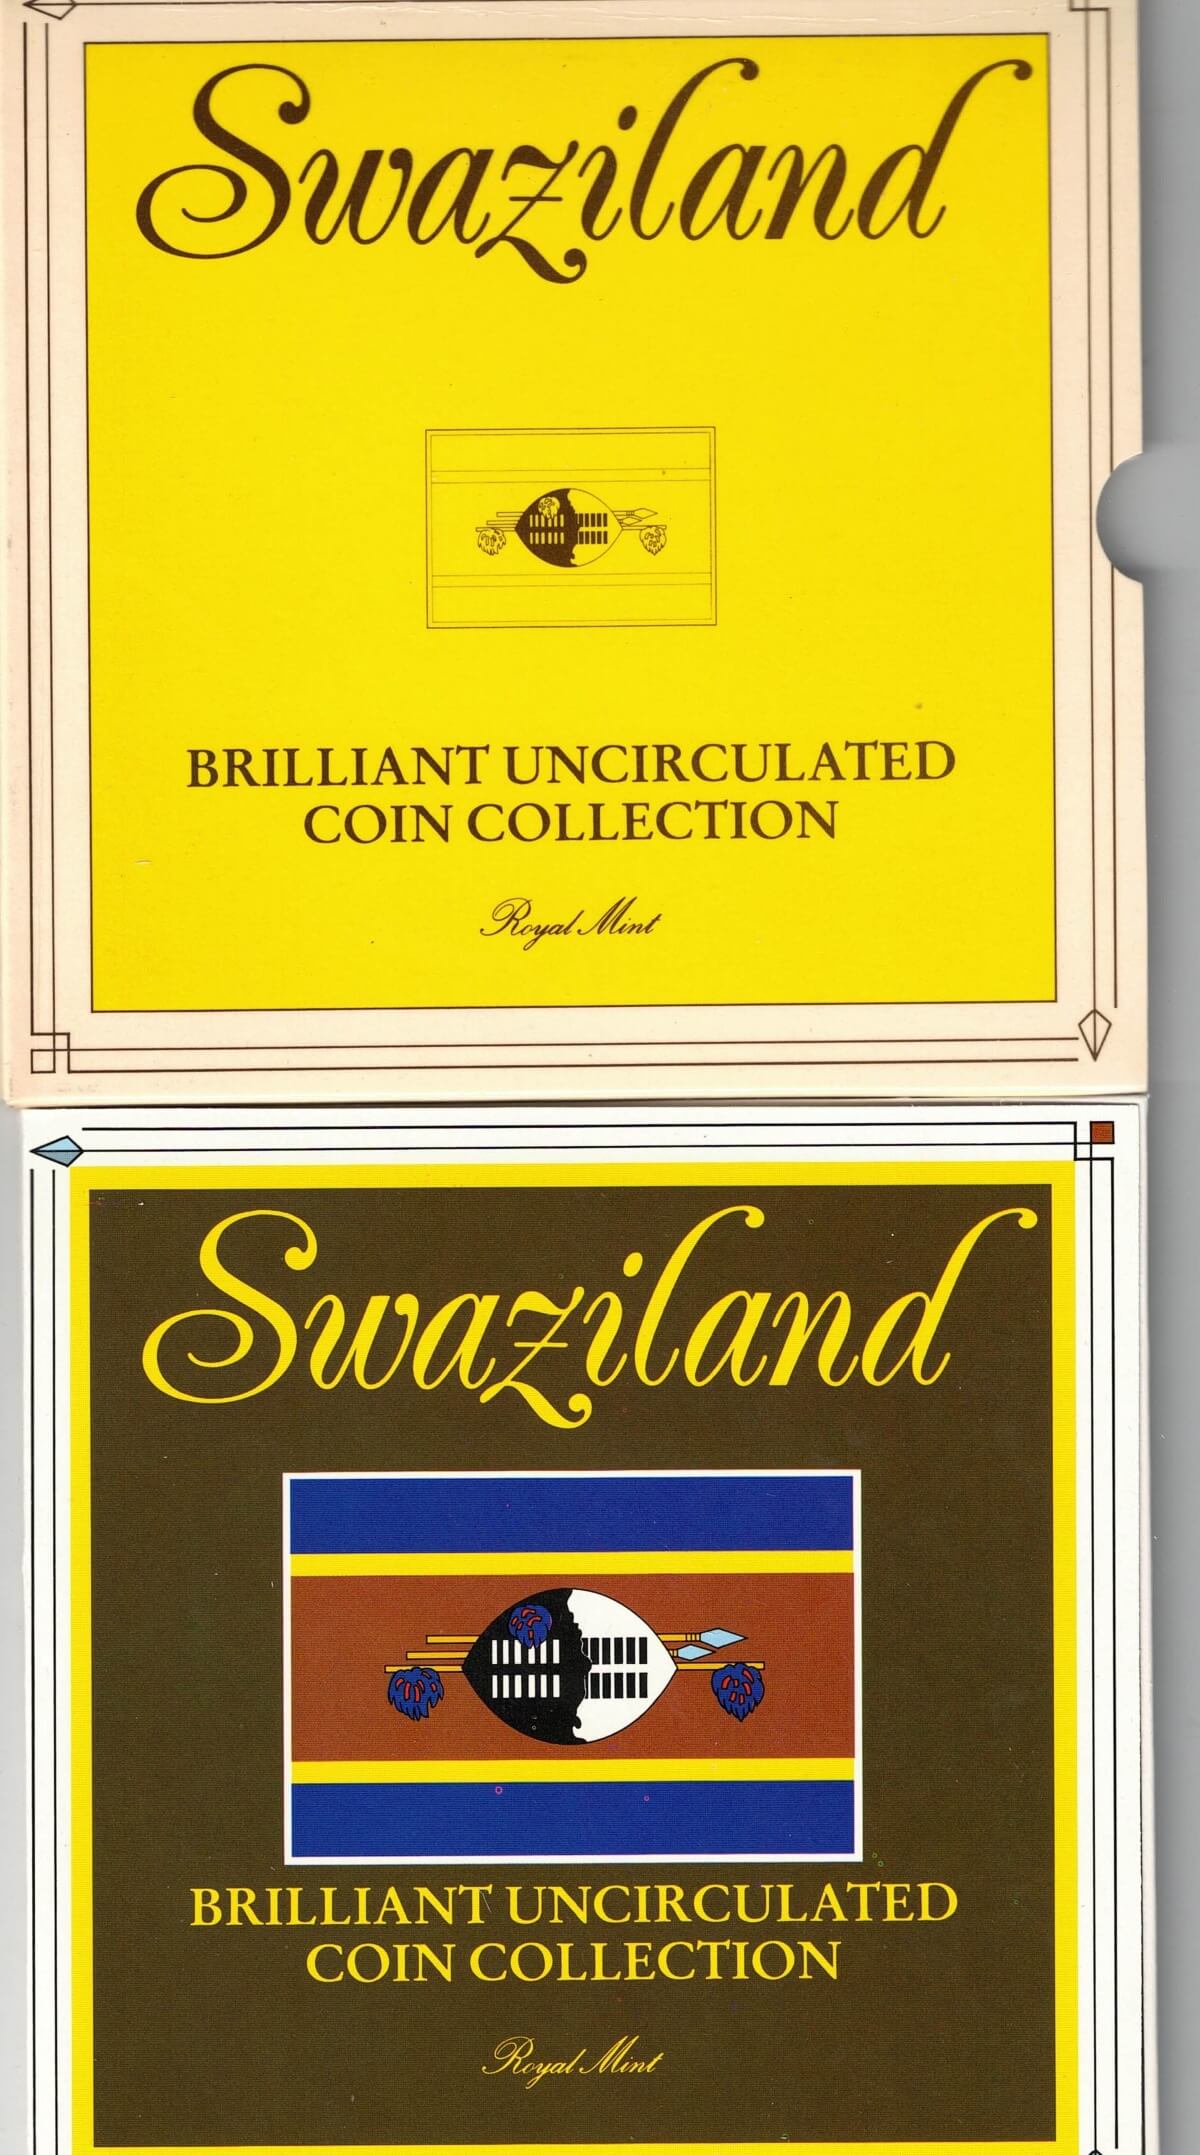 Swaziland
BRILLIANT UNCIRCULATED
COIN COLLECTION
Royal Mint
Swaziland
BRILLIANT UNCIRCULATED
COIN COLLECTION
Royal Mint